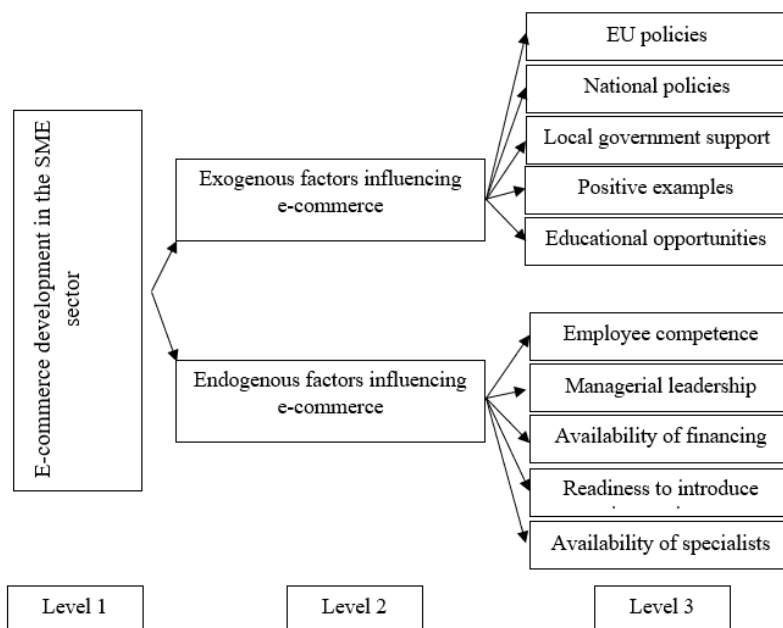 E-commerce development in the SME
sector
Exogenous factors influencing
e-commerce
EU policies
National policies
Local government support
Positive examples
Educational opportunities
Endogenous factors influencing
e-commerce
Employee competence
Managerial leadership
Availability of financing
Readiness to introduce
Availability of specialists
Level 1
Level 2
Level 3